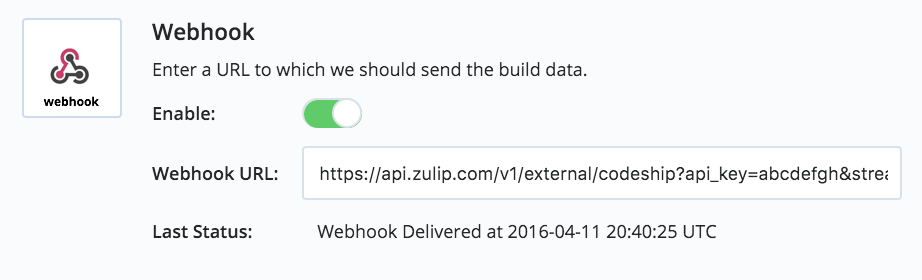 Webhook
Enter a URL to which we should send the build data.
webhook
Enable:
Webhook URL: https://api.zulip.com/v1/external/codeship?api_key=abcdefgh&strea
Last Status: Webhook Delivered at 2016-04-11 20:40:25 UTC